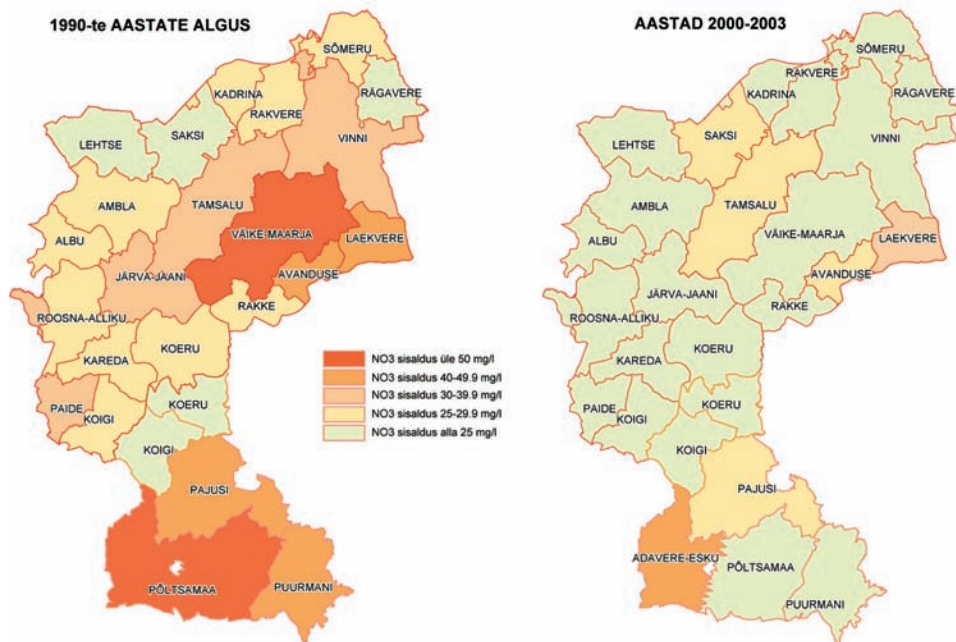 1990-te AASTATE ALGUS
SÕMERU
KADRINA
RAKVERE
RÄGAVERE
LEHTSE
SAKSI
VINNI
AMBLA
TAMSALU
VÄIKE-MAARJA
LAEKVERE
ALBU
JÄRVA-JAANI
AVANDUSE
RAKKE
ROOSNA-ALLIKU
KAREDA
KOERU
PAIDE
KOIGI
KOERU
KOIGI
PAJUSI
PÕLTSAMAA
PUURMANI
NO3 sisaldus üle 50 mg/l
NO3 sisaldus 40-49.9 mg/l
NO3 sisaldus 30-39.9 mg/l
NO3 sisaldus 25-29.9 mg/l
NO3 sisaldus alla 25 mg/l
AASTAD 2000-2003
SÕMERU
RAKVERE
KADRINA
RÄGAVERE
SAKSI
VINNI
LEHTSE
AMBLA
TAMSALU
VÄIKE-MAARJA
LAEKVERE
ALBU
AVANDUSE
JÄRVA-JAANI
RAKKE
ROOSNA-ALLIKU
KOERU
KAREDA
PAIDE
KOIGI
KOERU
KOIGI
PAJUSI
ADAVERE-ESKU
PÕLTSAMAA
PUURMANI